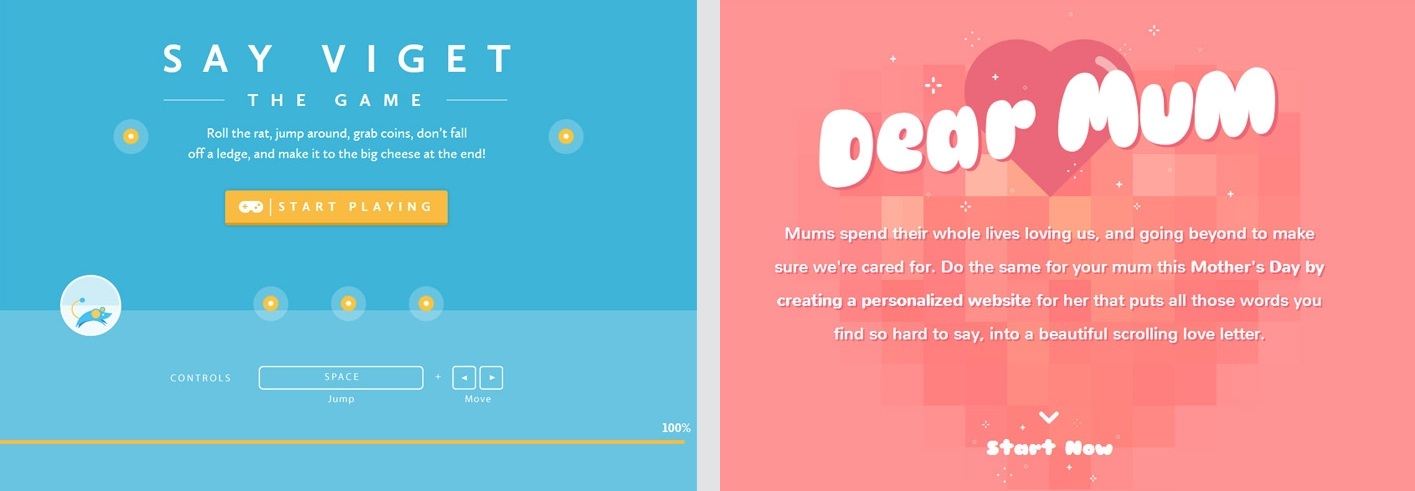 SAY VIGET
THE GAME
Roll the rat, jump around, grab coins, don't fall
off a ledge, and make it to the big cheese at the end!
START PLAYING
CONTROLS
SPACE
+
Jump
Move
100%
Dear Mum
Mums spend their whole lives loving us, and going beyond to make
sure we're cared for. Do the same for your mum this Mother's Day by
creating a personalized website for her that puts all those words you
find so hard to say, into a beautiful scrolling love letter.
Start Now